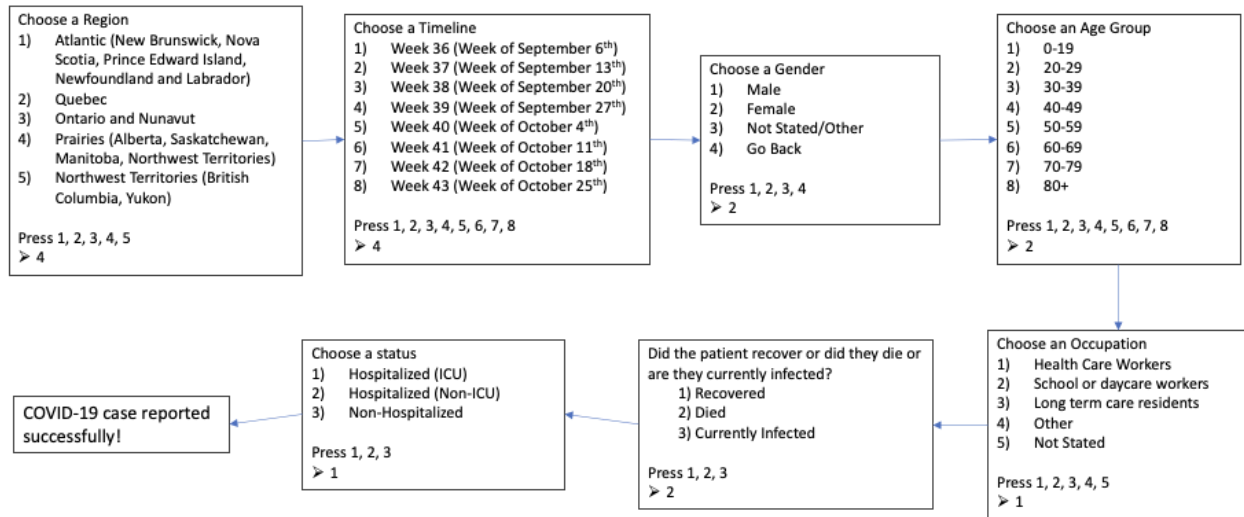 Choose a Region
1) Atlantic (New Brunswick, Nova
Scotia, Prince Edward Island,
Newfoundland and Labrador)
2) Quebec
3) Ontario and Nunavut
4) Prairies (Alberta, Saskatchewan,
Manitoba, Northwest Territories)
5) Northwest Territories (British
Columbia, Yukon)
Press 1, 2, 3, 4, 5
➢ 4
Choose a Timeline
1) Week 36 (Week of September 6th)
2) Week 37 (Week of September 13th)
3) Week 38 (Week of September 20th)
4) Week 39 (Week of September 27th)
5) Week 40 (Week of October 4th)
6) Week 41 (Week of October 11th)
7) Week 42 (Week of October 18th)
8) Week 43 (Week of October 25th)
Press 1, 2, 3, 4, 5, 6, 7, 8
➢ 4
Choose a Gender
1) Male
2) Female
3) Not Stated/Other
4) Go Back
Press 1, 2, 3, 4
➢ 2
Choose an Age Group
1) 0-19
2) 20-29
3) 30-39
4) 40-49
5) 50-59
6) 60-69
7) 70-79
8) 80+
Press 1, 2, 3, 4, 5, 6, 7, 8
➢ 2
Choose an Occupation
1) Health Care Workers
2) School or daycare workers
3) Long term care residents
4) Other
5) Not Stated
Press 1, 2, 3, 4, 5
➢ 1
Did the patient recover or did they die or
are they currently infected?
1) Recovered
2) Died
3) Currently Infected
Press 1, 2, 3
➢ 2
Choose a status
1) Hospitalized (ICU)
2) Hospitalized (Non-ICU)
3) Non-Hospitalized
Press 1, 2, 3
➢ 1
COVID-19 case reported
successfully!